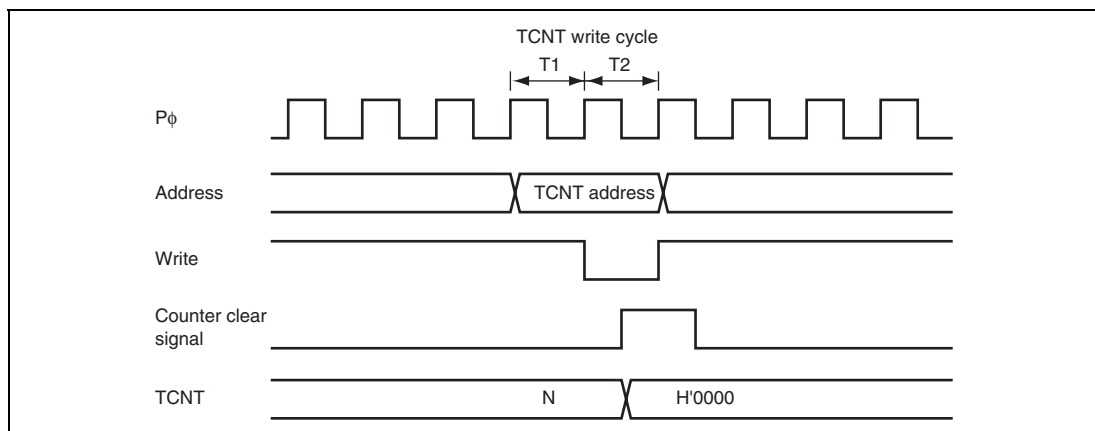 TCNT write cycle
T1 T2
Pϕ
Address
TCNT address
Write
Counter clear
signal
TCNT
N
H'0000